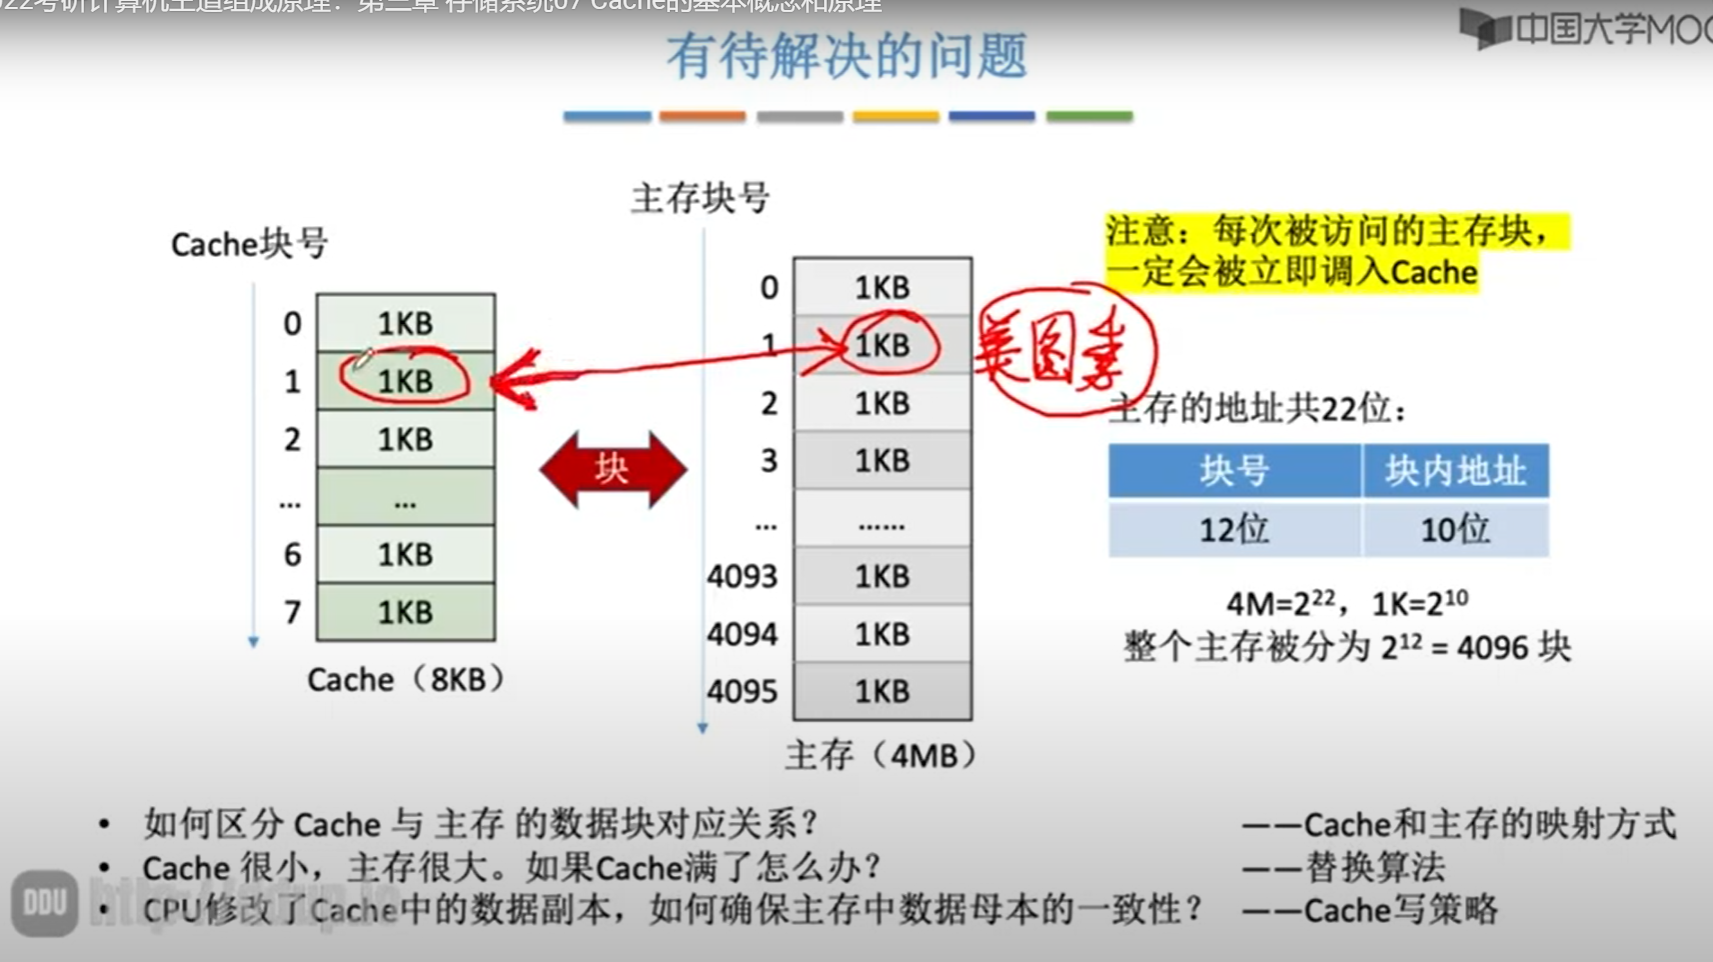 022考研计算机王道组成原理：第三章 存储系统07 Cache的基本概念和原理
中国大学MOO
有待解决的问题
主存块号
Cache块号
注意：每次被访问的主存块，
一定会被立即调入Cache
0 1KB
1 1KB
2 1KB
... ...
6 1KB
7 1KB
Cache（8KB）
块
0 1KB
1 1KB
2 1KB
3 1KB
... ......
4093 1KB
4094 1KB
4095 1KB
主存（4MB）
美图秀
主存的地址共22位：
块号 块内地址
12位 10位
4M=2²²，1K=2¹⁰
整个主存被分为 2¹² = 4096 块
• 如何区分 Cache 与 主存 的数据块对应关系？ ——Cache和主存的映射方式
• Cache 很小，主存很大。如果Cache满了怎么办？ ——替换算法
• CPU修改了Cache中的数据副本，如何确保主存中数据母本的一致性？ ——Cache写策略
DDU